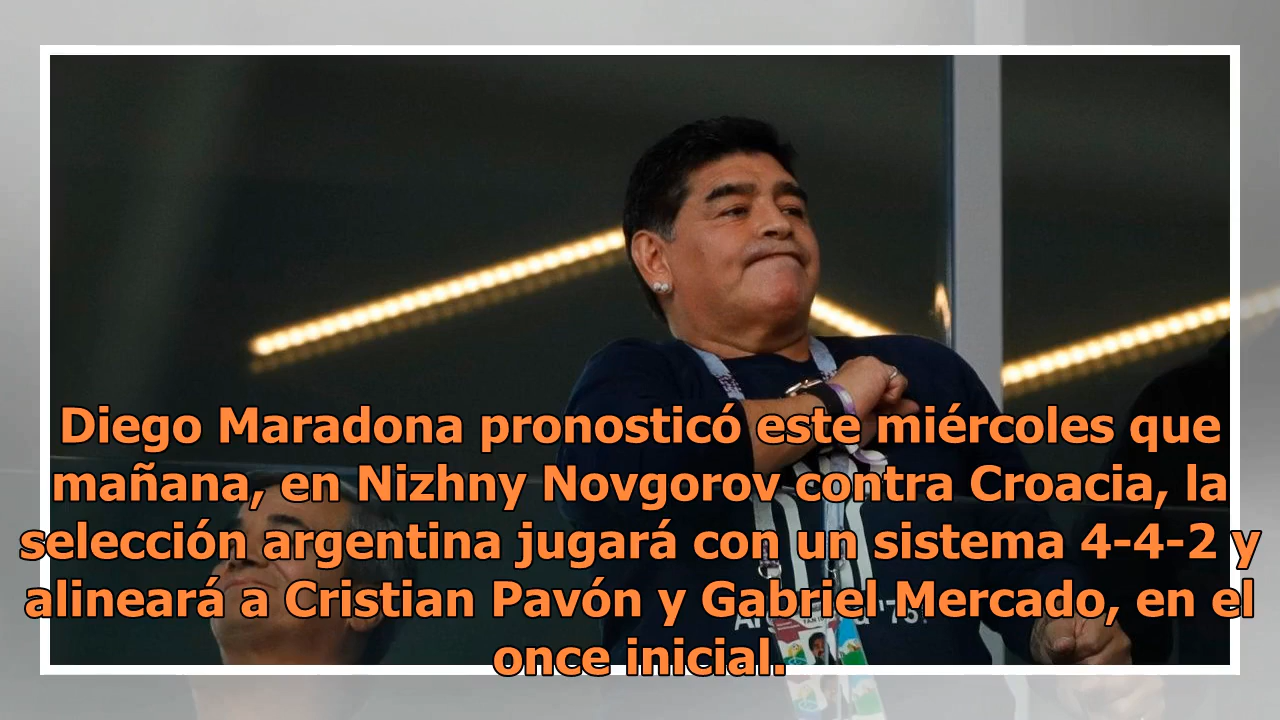 Diego Maradona pronosticó este miércoles que
mañana, en Nizhny Novgorov contra Croacia, la
selección argentina jugará con un sistema 4-4-2 y
alineará a Cristian Pavón y Gabriel Mercado, en el
once inicial.